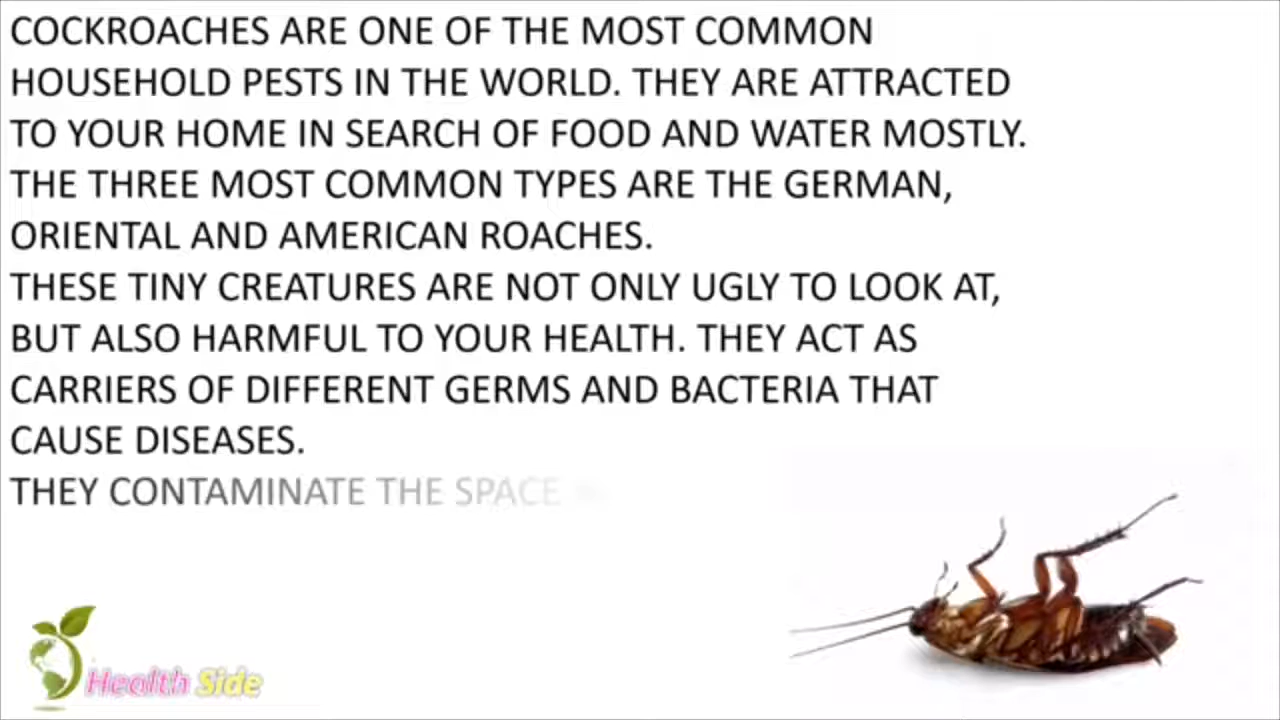 COCKROACHES ARE ONE OF THE MOST COMMON
HOUSEHOLD PESTS IN THE WORLD. THEY ARE ATTRACTED
TO YOUR HOME IN SEARCH OF FOOD AND WATER MOSTLY.
THE THREE MOST COMMON TYPES ARE THE GERMAN,
ORIENTAL AND AMERICAN ROACHES.
THESE TINY CREATURES ARE NOT ONLY UGLY TO LOOK AT,
BUT ALSO HARMFUL TO YOUR HEALTH. THEY ACT AS
CARRIERS OF DIFFERENT GERMS AND BACTERIA THAT
CAUSE DISEASES.
THEY CONTAMINATE THE SPACE
Health Side